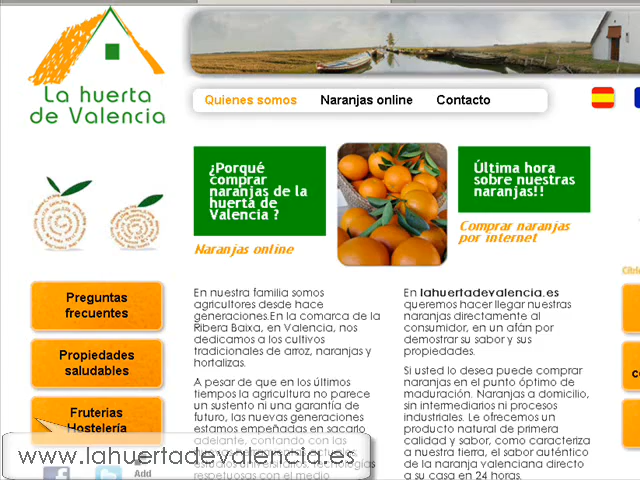 La huerta
de Valencia
Quienes somos
Naranjas online
Contacto
¿Porqué
comprar
naranjas de la
huerta de
Valencia ?
Naranjas online
Última hora
sobre nuestras
naranjas!!
Comprar naranjas
por internet
Preguntas
frecuentes
Propiedades
saludables
Fruterias
Hostelería
En nuestra familia somos
agricultores desde hace
generaciones.En la comarca de la
Ribera Baixa, en Valencia, nos
dedicamos a los cultivos
tradicionales de arroz, naranjas y
hortalizas.
A pesar de que en los últimos
tiempos la agricultura no parece
un sustento ni una garantía de
futuro, las nuevas generaciones
estamos empeñadas en sacarlo
adelante, contando con las
respetuosas con el medio
En lahuertadevalencia.es
queremos hacer llegar nuestras
naranjas directamente al
consumidor, en un afán por
demostrar su sabor y sus
propiedades.
Si usted lo desea puede comprar
naranjas en el punto óptimo de
maduración. Naranjas a domicilio,
sin intermediarios ni procesos
industriales. Le ofrecemos un
producto natural de primera
calidad y sabor, como caracteriza
a nuestra tierra, el sabor auténtico
de la naranja valenciana directo
a su casa en 24 horas.
www.lahuertadevalencia.es
Add